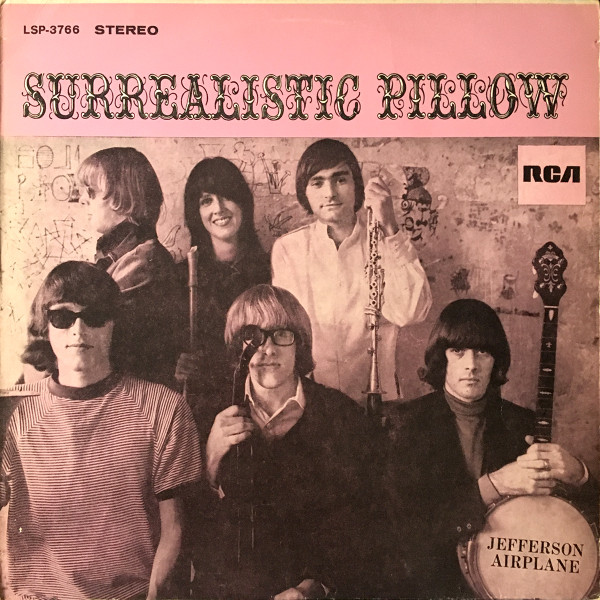 LSP-3766 STEREO
SURREALISTIC PILLOW
RCA
JEFFERSON
AIRPLANE